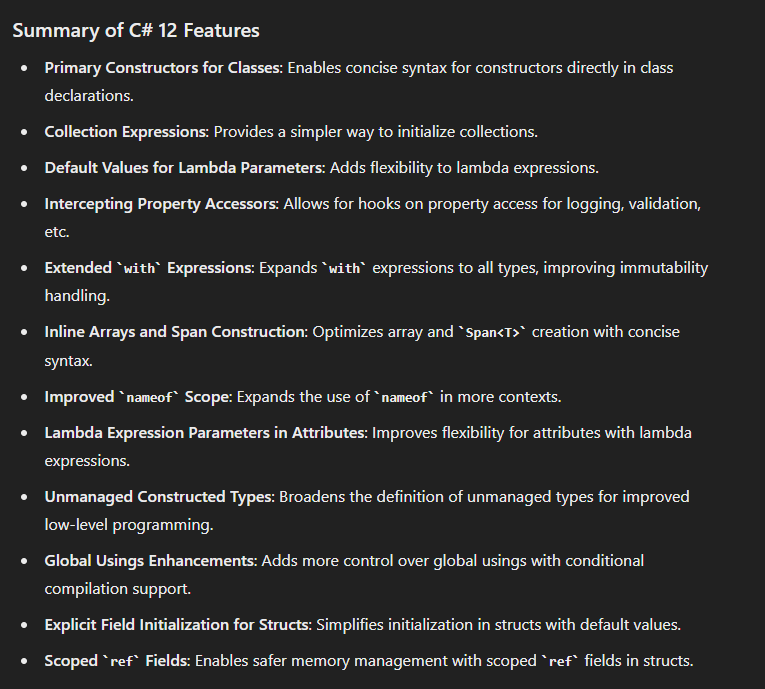 Summary of C# 12 Features
• Primary Constructors for Classes: Enables concise syntax for constructors directly in class
declarations.
• Collection Expressions: Provides a simpler way to initialize collections.
• Default Values for Lambda Parameters: Adds flexibility to lambda expressions.
• Intercepting Property Accessors: Allows for hooks on property access for logging, validation,
etc.
• Extended `with` Expressions: Expands `with` expressions to all types, improving immutability
handling.
• Inline Arrays and Span Construction: Optimizes array and `Span<T>` creation with concise
syntax.
• Improved `nameof` Scope: Expands the use of `nameof` in more contexts.
• Lambda Expression Parameters in Attributes: Improves flexibility for attributes with lambda
expressions.
• Unmanaged Constructed Types: Broadens the definition of unmanaged types for improved
low-level programming.
• Global Usings Enhancements: Adds more control over global usings with conditional
compilation support.
• Explicit Field Initialization for Structs: Simplifies initialization in structs with default values.
• Scoped `ref` Fields: Enables safer memory management with scoped `ref` fields in structs.